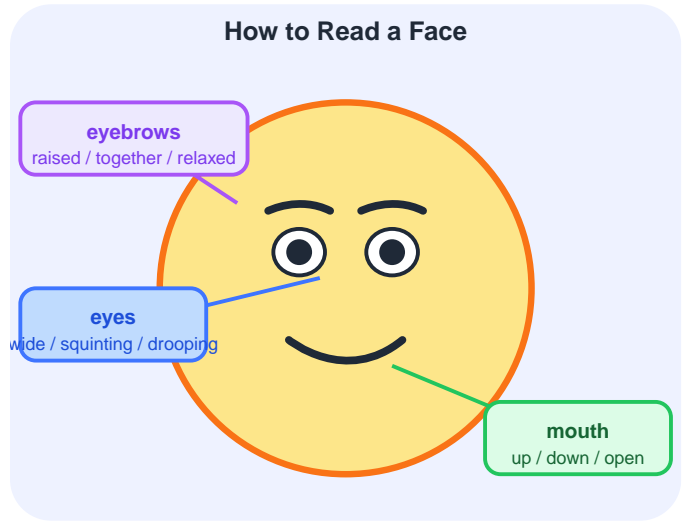 How to Read a Face
eyebrows
raised / together / relaxed
eyes
wide / squinting / drooping
mouth
up / down / open